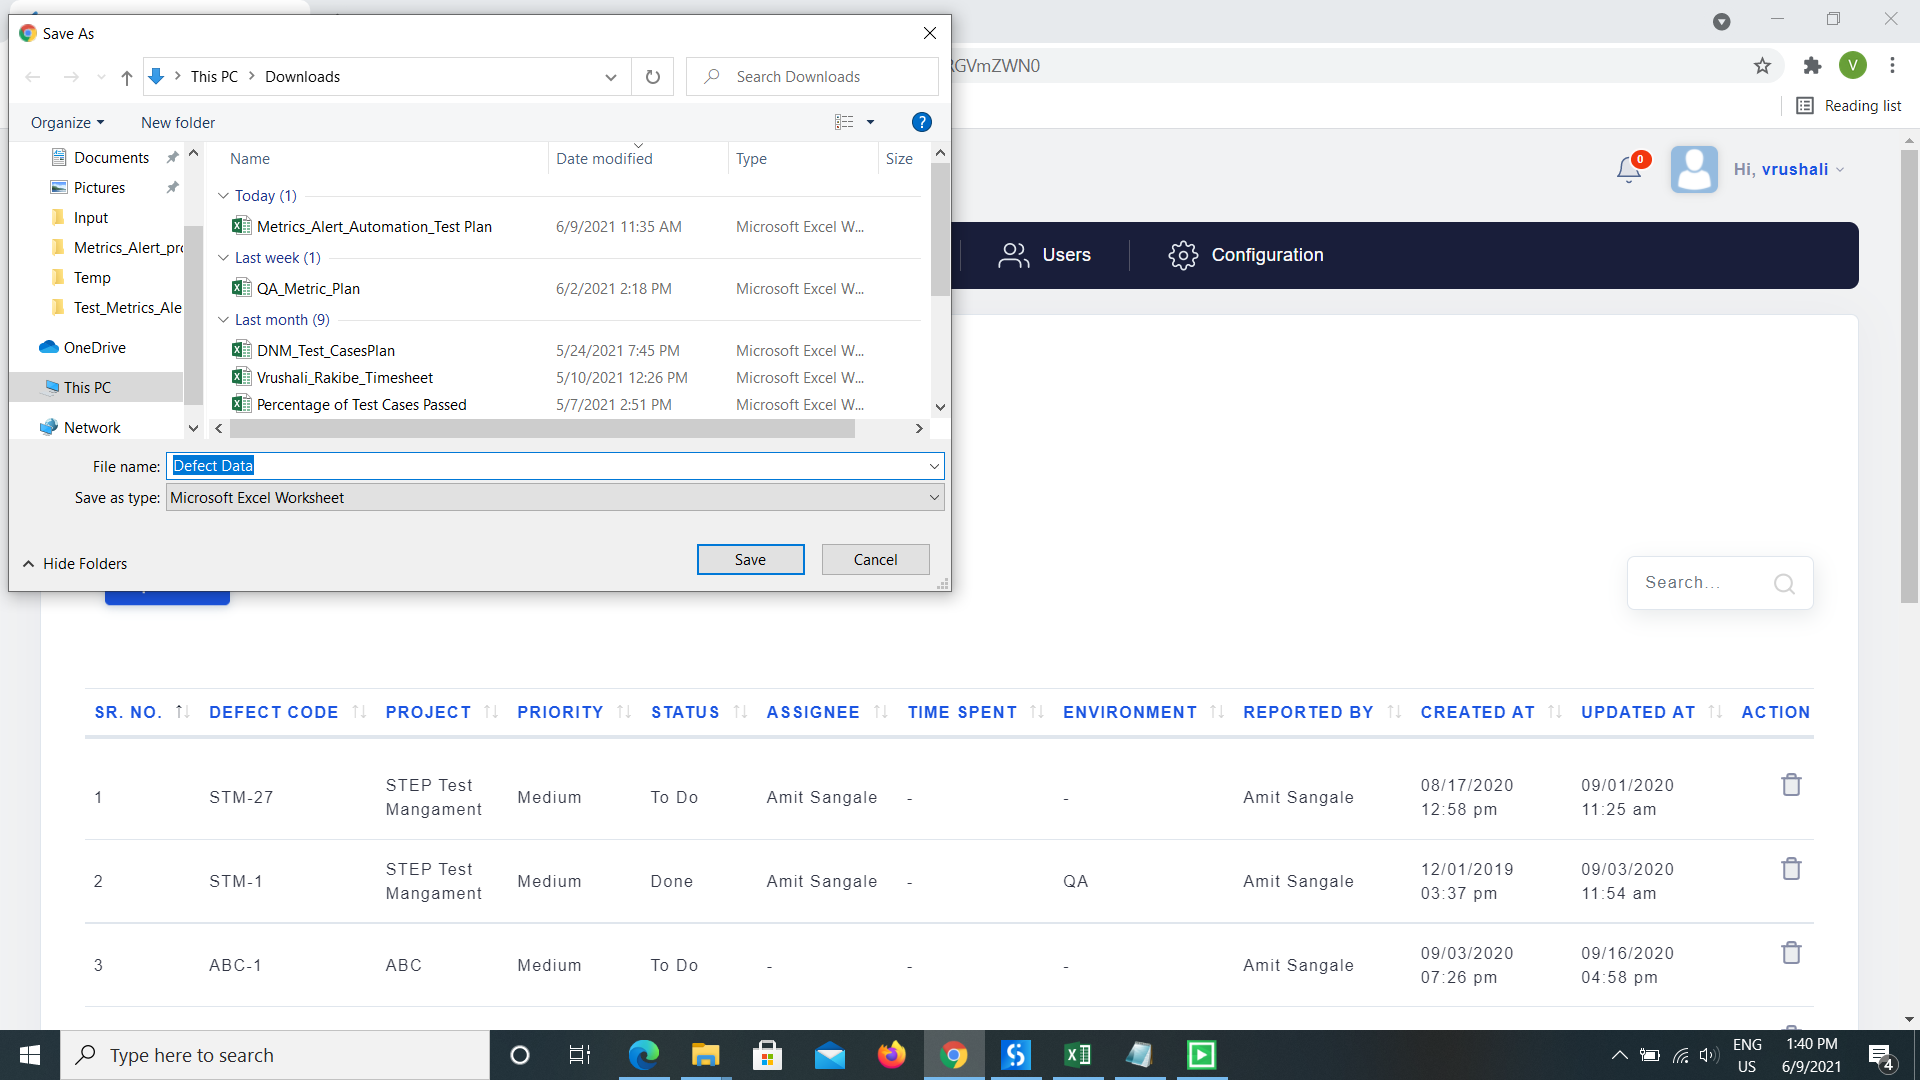 Save As
This PC
Downloads
Search Downloads
RGVmZWN0
V
Reading list
Organize
New folder
?
Documents
Pictures
Input
Metrics_Alert_pro
Temp
Test_Metrics_Ale
OneDrive
This PC
Network
Name
Date modified
Type
Size
Today (1)
Metrics_Alert_Automation_Test Plan 6/9/2021 11:35 AM Microsoft Excel W...
Last week (1)
QA_Metric_Plan 6/2/2021 2:18 PM Microsoft Excel W...
Last month (9)
DNM_Test_CasesPlan 5/24/2021 7:45 PM Microsoft Excel W...
Vrushali_Rakibe_Timesheet 5/10/2021 12:26 PM Microsoft Excel W...
Percentage of Test Cases Passed 5/7/2021 2:51 PM Microsoft Excel W...
File name: Defect Data
Save as type: Microsoft Excel Worksheet
Hide Folders
Save
Cancel
0
Hi, vrushali
Users
Configuration
Search...
SR. NO. DEFECT CODE PROJECT PRIORITY STATUS ASSIGNEE TIME SPENT ENVIRONMENT REPORTED BY CREATED AT UPDATED AT ACTION
1 STM-27 STEP Test Mangament Medium To Do Amit Sangale - - Amit Sangale 08/17/2020 12:58 pm 09/01/2020 11:25 am
2 STM-1 STEP Test Mangament Medium Done Amit Sangale - QA Amit Sangale 12/01/2019 03:37 pm 09/03/2020 11:54 am
3 ABC-1 ABC Medium To Do - - - Amit Sangale 09/03/2020 07:26 pm 09/16/2020 04:58 pm
Type here to search
ENG
US
1:40 PM
6/9/2021
4